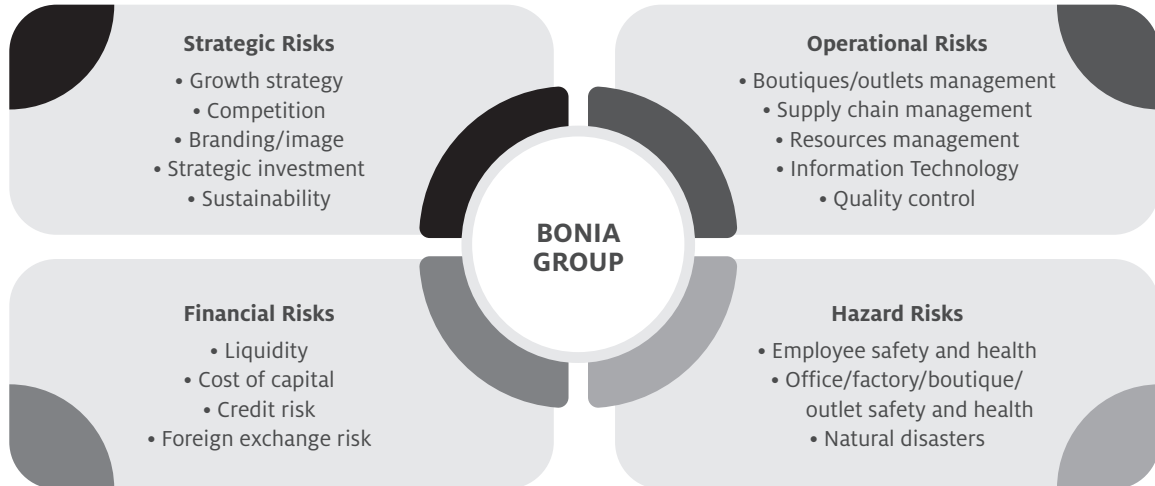 Strategic Risks
• Growth strategy
• Competition
• Branding/image
• Strategic investment
• Sustainability
Operational Risks
• Boutiques/outlets management
• Supply chain management
• Resources management
• Information Technology
• Quality control
BONIA
GROUP
Financial Risks
• Liquidity
• Cost of capital
• Credit risk
• Foreign exchange risk
Hazard Risks
• Employee safety and health
• Office/factory/boutique/
outlet safety and health
• Natural disasters